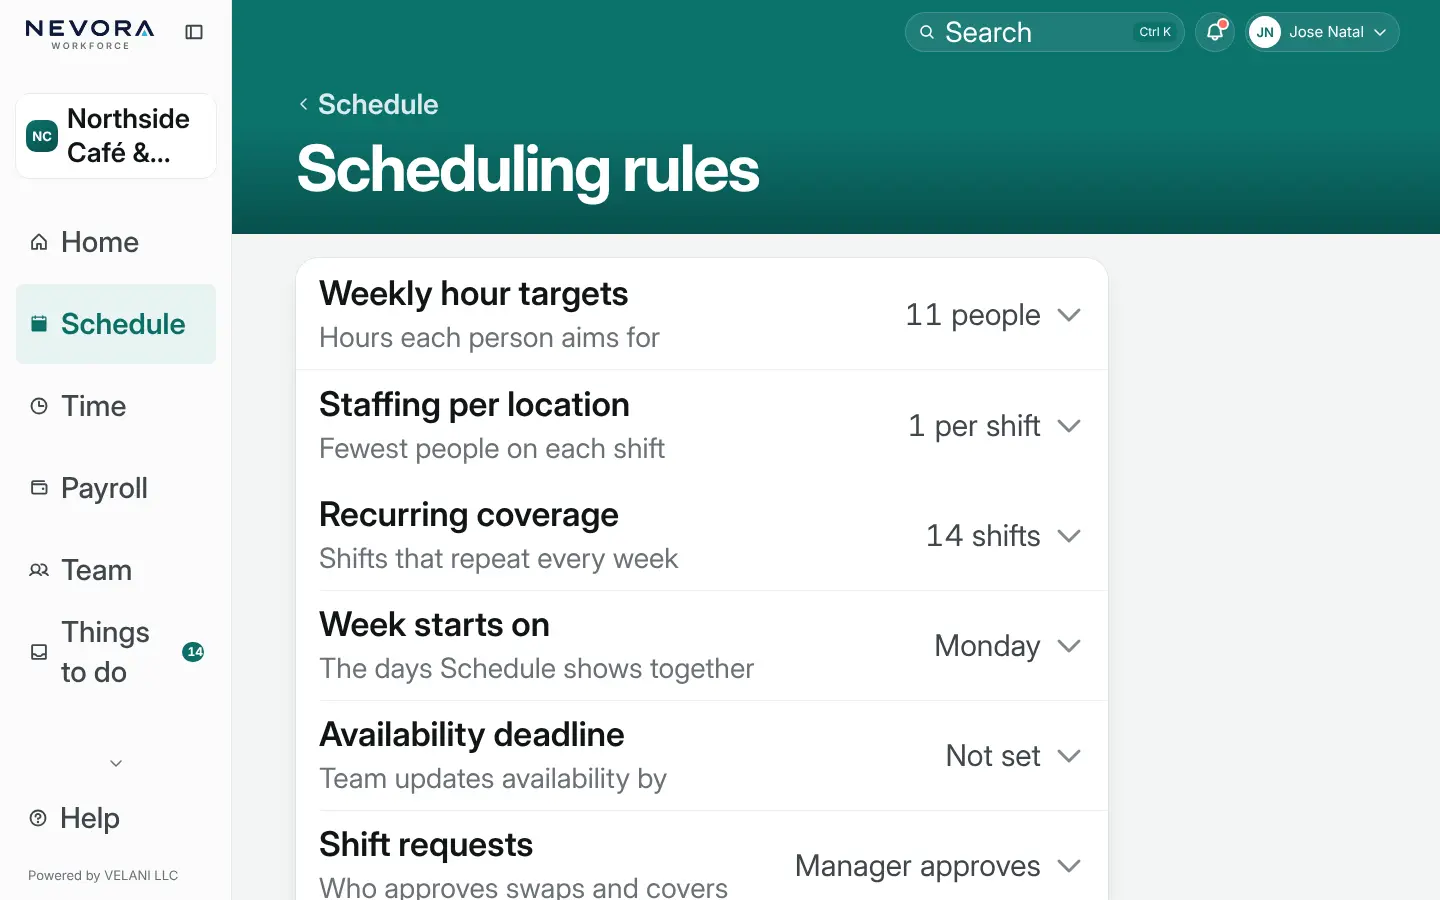 NEVORA
WORKFORCE
Search
Ctrl K
JN
Jose Natal
NC
Northside
Café &...
Home
Schedule
Time
Payroll
Team
Things
to do
14
Help
Powered by VELANI LLC
Schedule
Scheduling rules
Weekly hour targets
Hours each person aims for
11 people
Staffing per location
Fewest people on each shift
1 per shift
Recurring coverage
Shifts that repeat every week
14 shifts
Week starts on
The days Schedule shows together
Monday
Availability deadline
Team updates availability by
Not set
Shift requests
Who approves swaps and covers
Manager approves